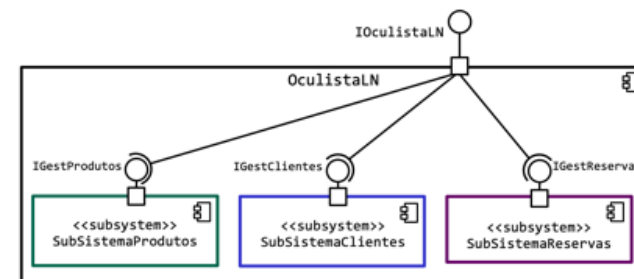 IOculistaLN
OculistaLN
IGestProdutos
IGestClientes
IGestReserva
<<subsystem>>
SubSistemaProdutos
<<subsystem>>
SubSistemaClientes
<<subsystem>>
SubSistemaReservas